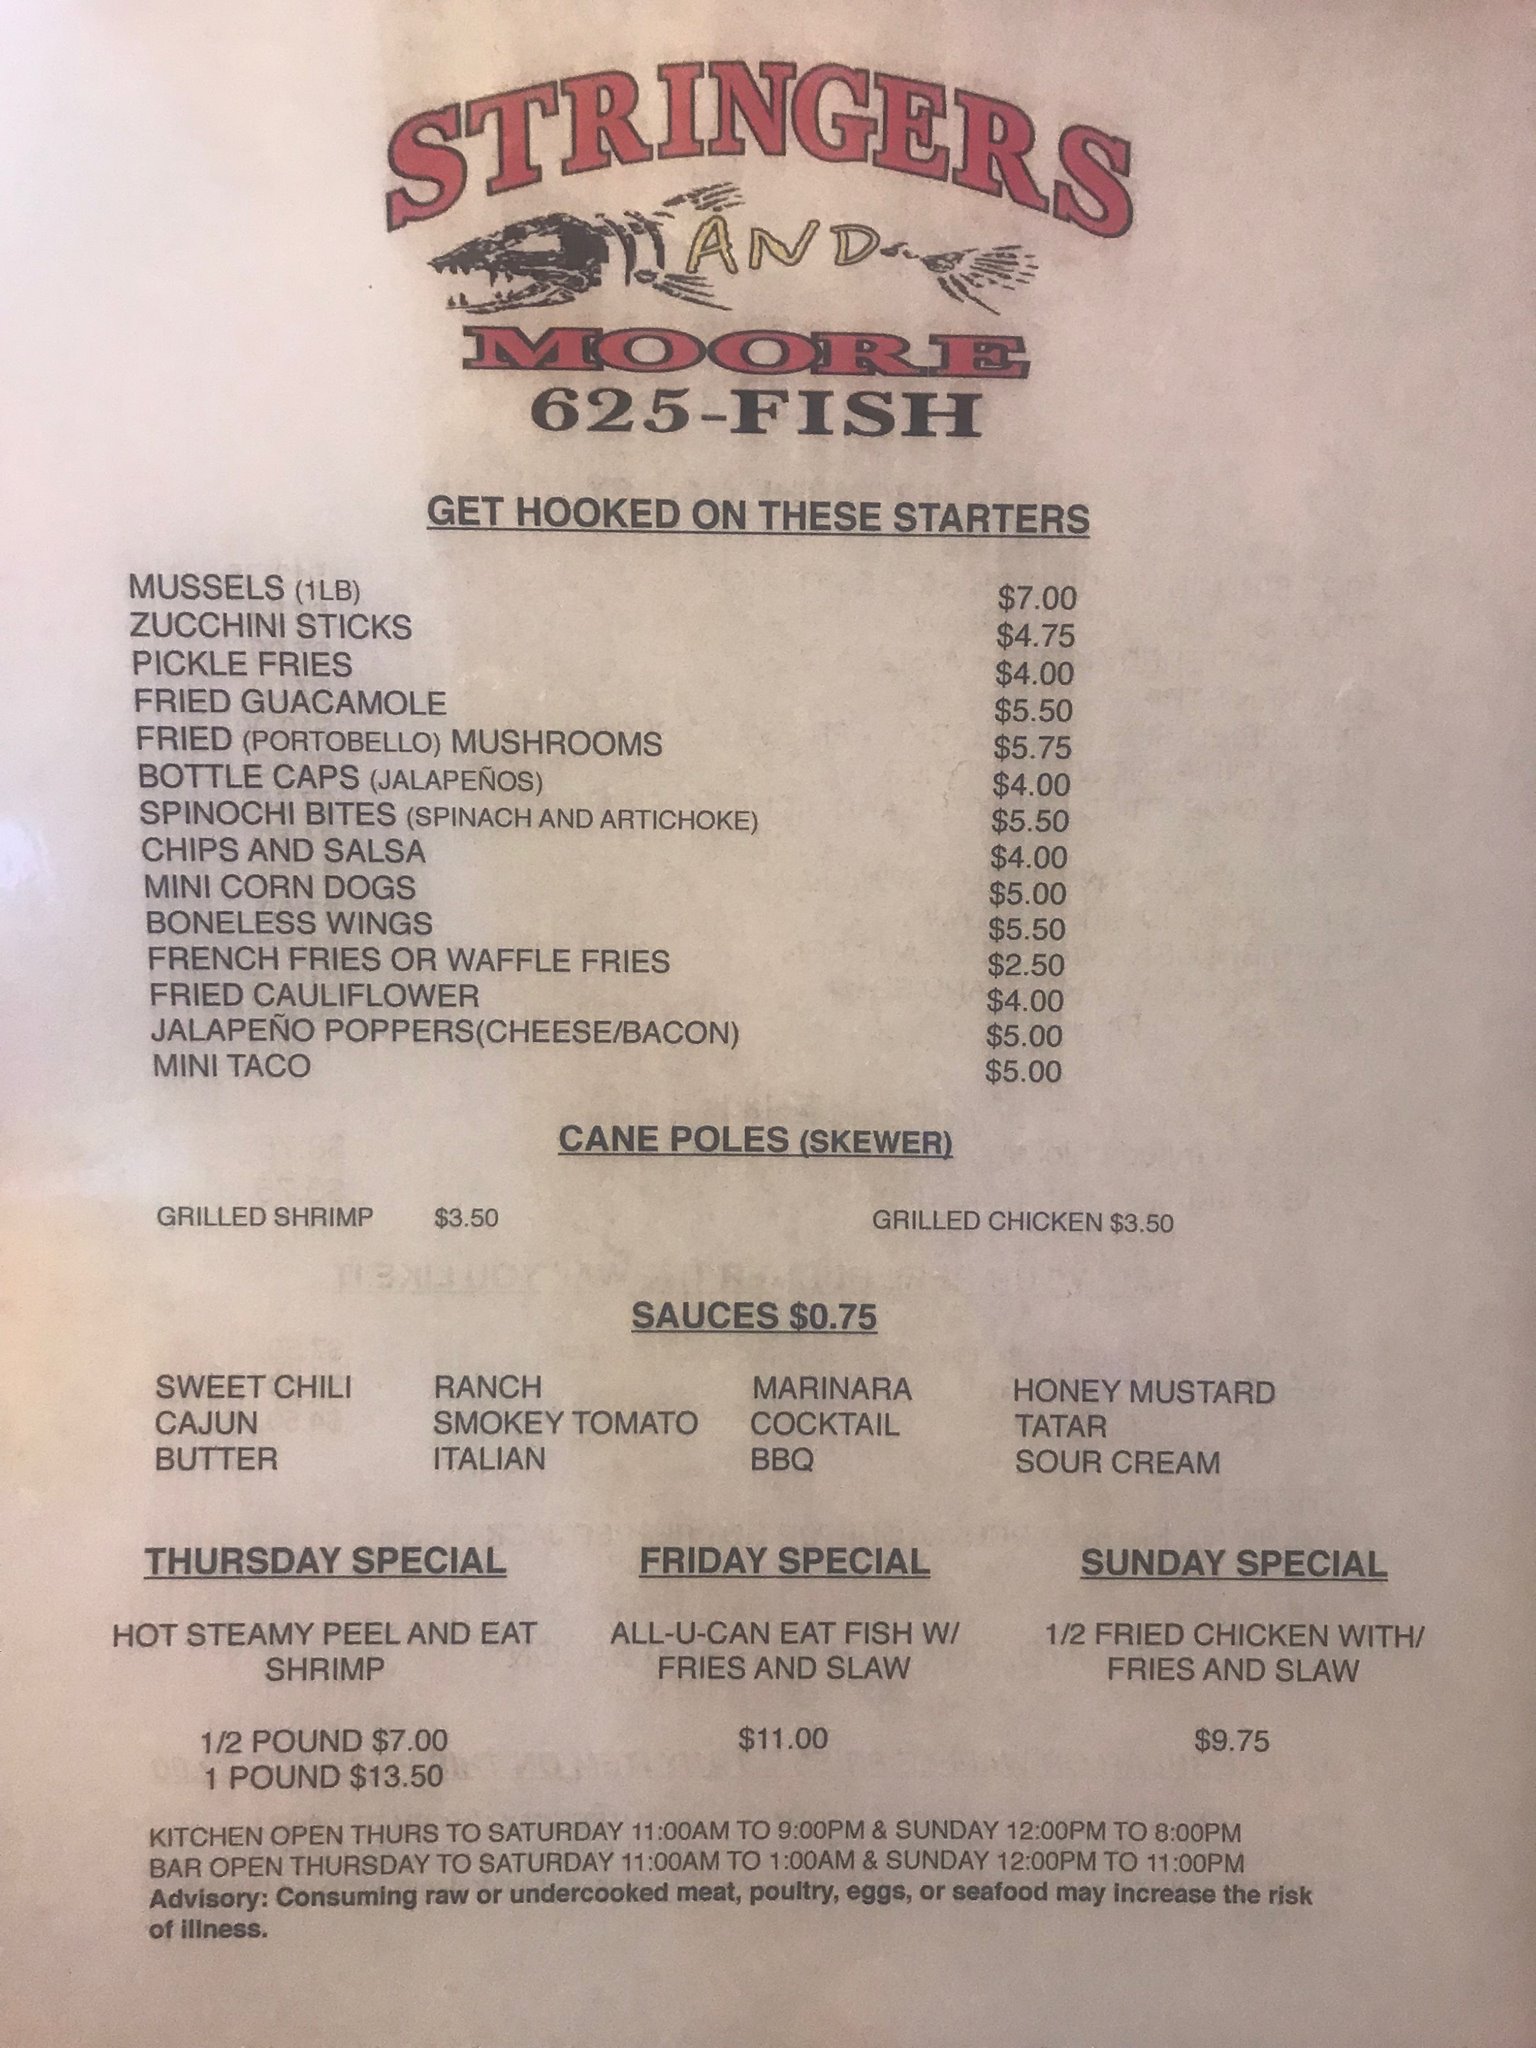 STRINGERS
AND
MOORE
625-FISH
GET HOOKED ON THESE STARTERS
MUSSELS (1LB) $7.00
ZUCCHINI STICKS $4.75
PICKLE FRIES $4.00
FRIED GUACAMOLE $5.50
FRIED (PORTOBELLO) MUSHROOMS $5.75
BOTTLE CAPS (JALAPEÑOS) $4.00
SPINOCHI BITES (SPINACH AND ARTICHOKE) $5.50
CHIPS AND SALSA $4.00
MINI CORN DOGS $5.00
BONELESS WINGS $5.50
FRENCH FRIES OR WAFFLE FRIES $2.50
FRIED CAULIFLOWER $4.00
JALAPEÑO POPPERS(CHEESE/BACON) $5.00
MINI TACO $5.00
CANE POLES (SKEWER)
GRILLED SHRIMP $3.50 GRILLED CHICKEN $3.50
SAUCES $0.75
SWEET CHILI RANCH MARINARA HONEY MUSTARD
CAJUN SMOKEY TOMATO COCKTAIL TATAR
BUTTER ITALIAN BBQ SOUR CREAM
THURSDAY SPECIAL
HOT STEAMY PEEL AND EAT
SHRIMP
1/2 POUND $7.00
1 POUND $13.50
FRIDAY SPECIAL
ALL-U-CAN EAT FISH W/
FRIES AND SLAW
$11.00
SUNDAY SPECIAL
1/2 FRIED CHICKEN WITH/
FRIES AND SLAW
$9.75
KITCHEN OPEN THURS TO SATURDAY 11:00AM TO 9:00PM & SUNDAY 12:00PM TO 8:00PM
BAR OPEN THURSDAY TO SATURDAY 11:00AM TO 1:00AM & SUNDAY 12:00PM TO 11:00PM
Advisory: Consuming raw or undercooked meat, poultry, eggs, or seafood may increase the risk
of illness.